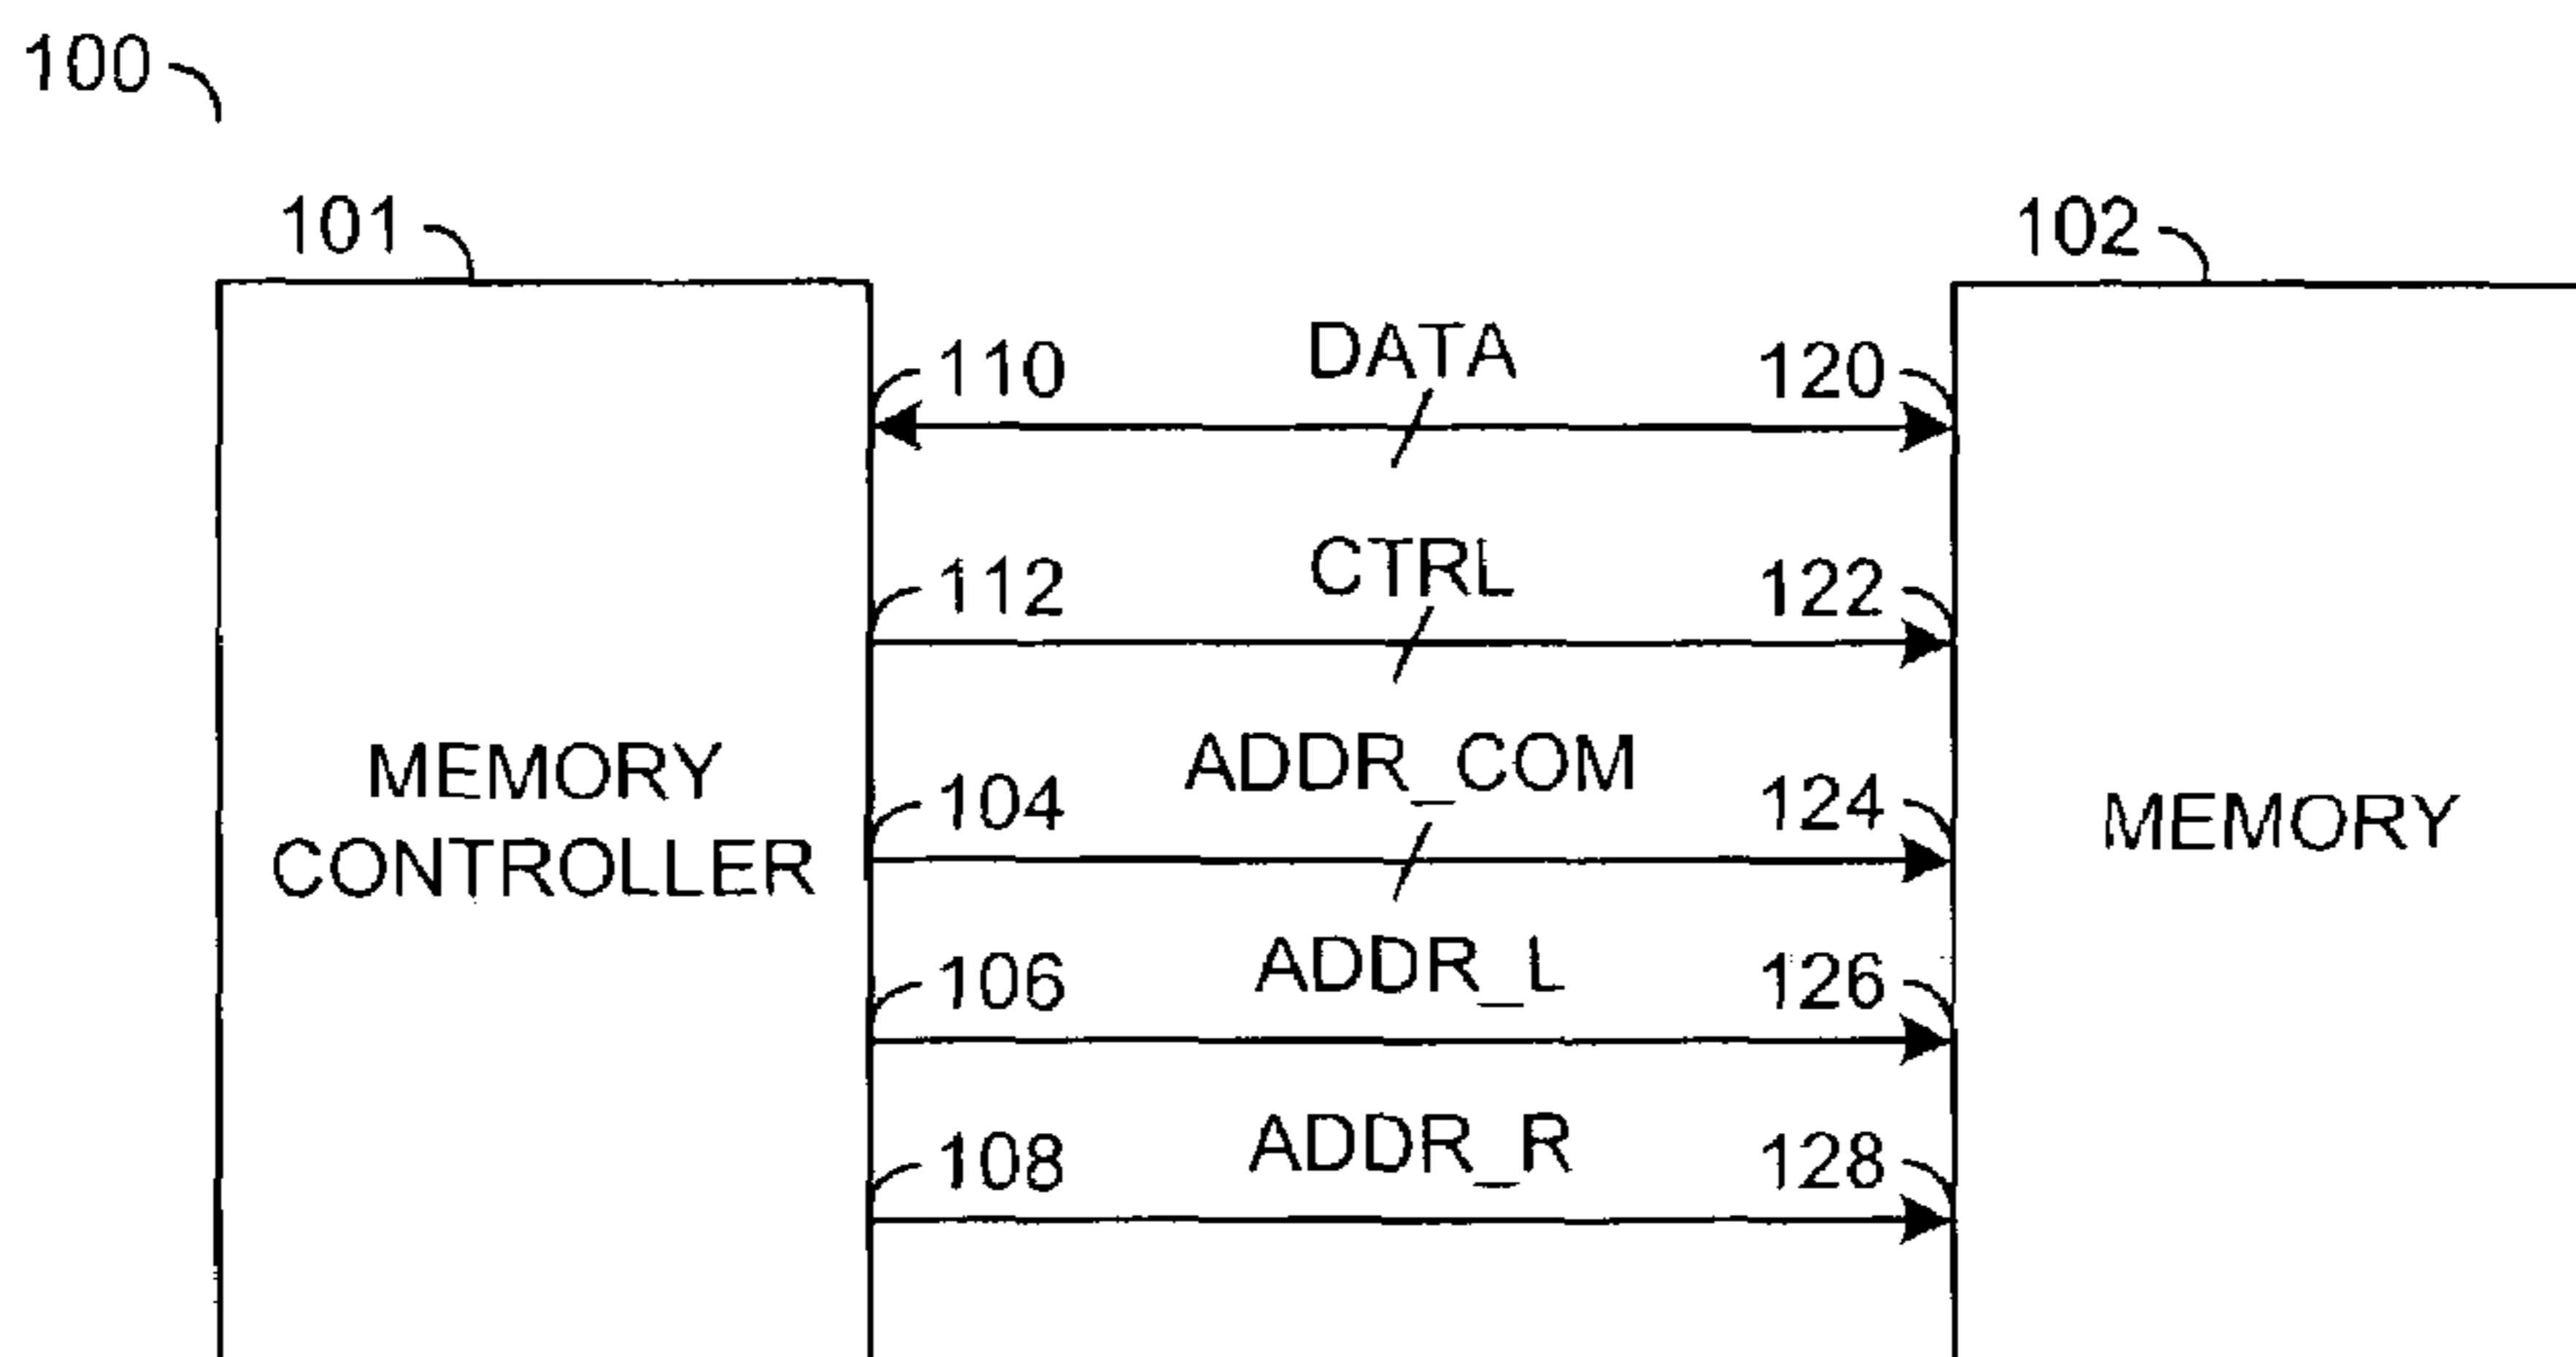 100
101
102
110 DATA 120
112 CTRL 122
ADDR_COM
104 124
MEMORY CONTROLLER
MEMORY
ADDR_L
106 126
ADDR_R
108 128